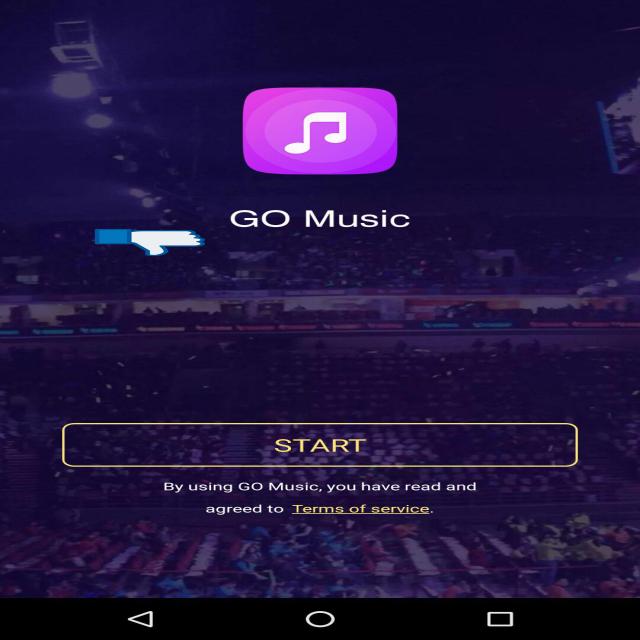 GO Music
START
By using GO Music, you have read and
agreed to Terms of service.